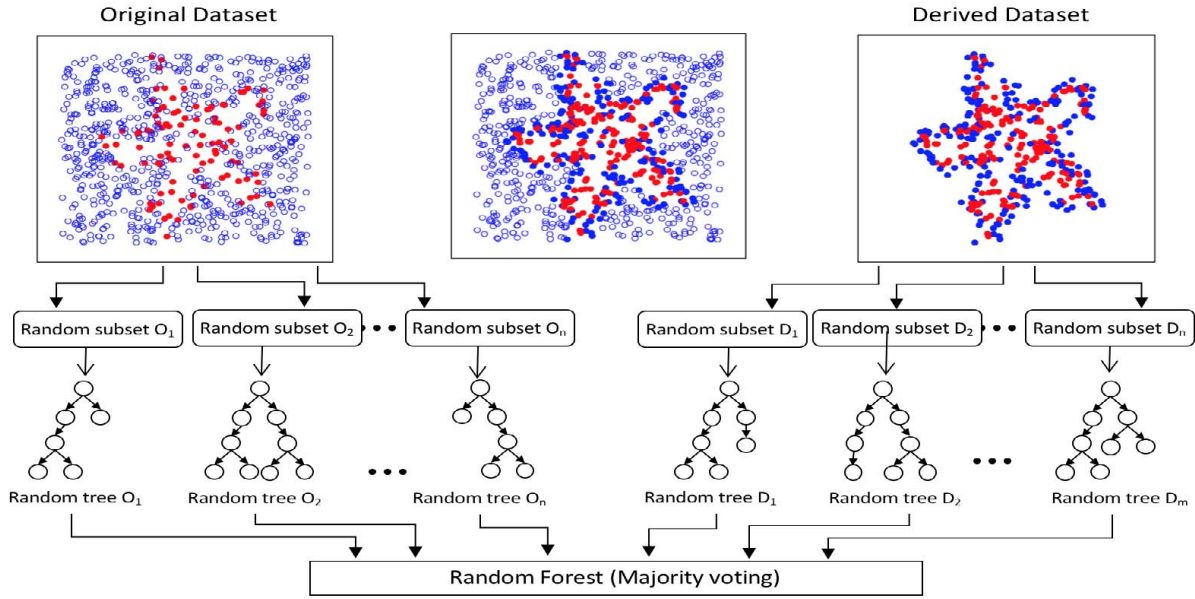 Original Dataset
Derived Dataset
Random subset O₁
Random subset O₂
Random subset Oₙ
Random subset D₁
Random subset D₂
Random subset Dₙ
Random tree O₁
Random tree O₂
Random tree Oₙ
Random tree D₁
Random tree D₂
Random tree Dₘ
Random Forest (Majority voting)